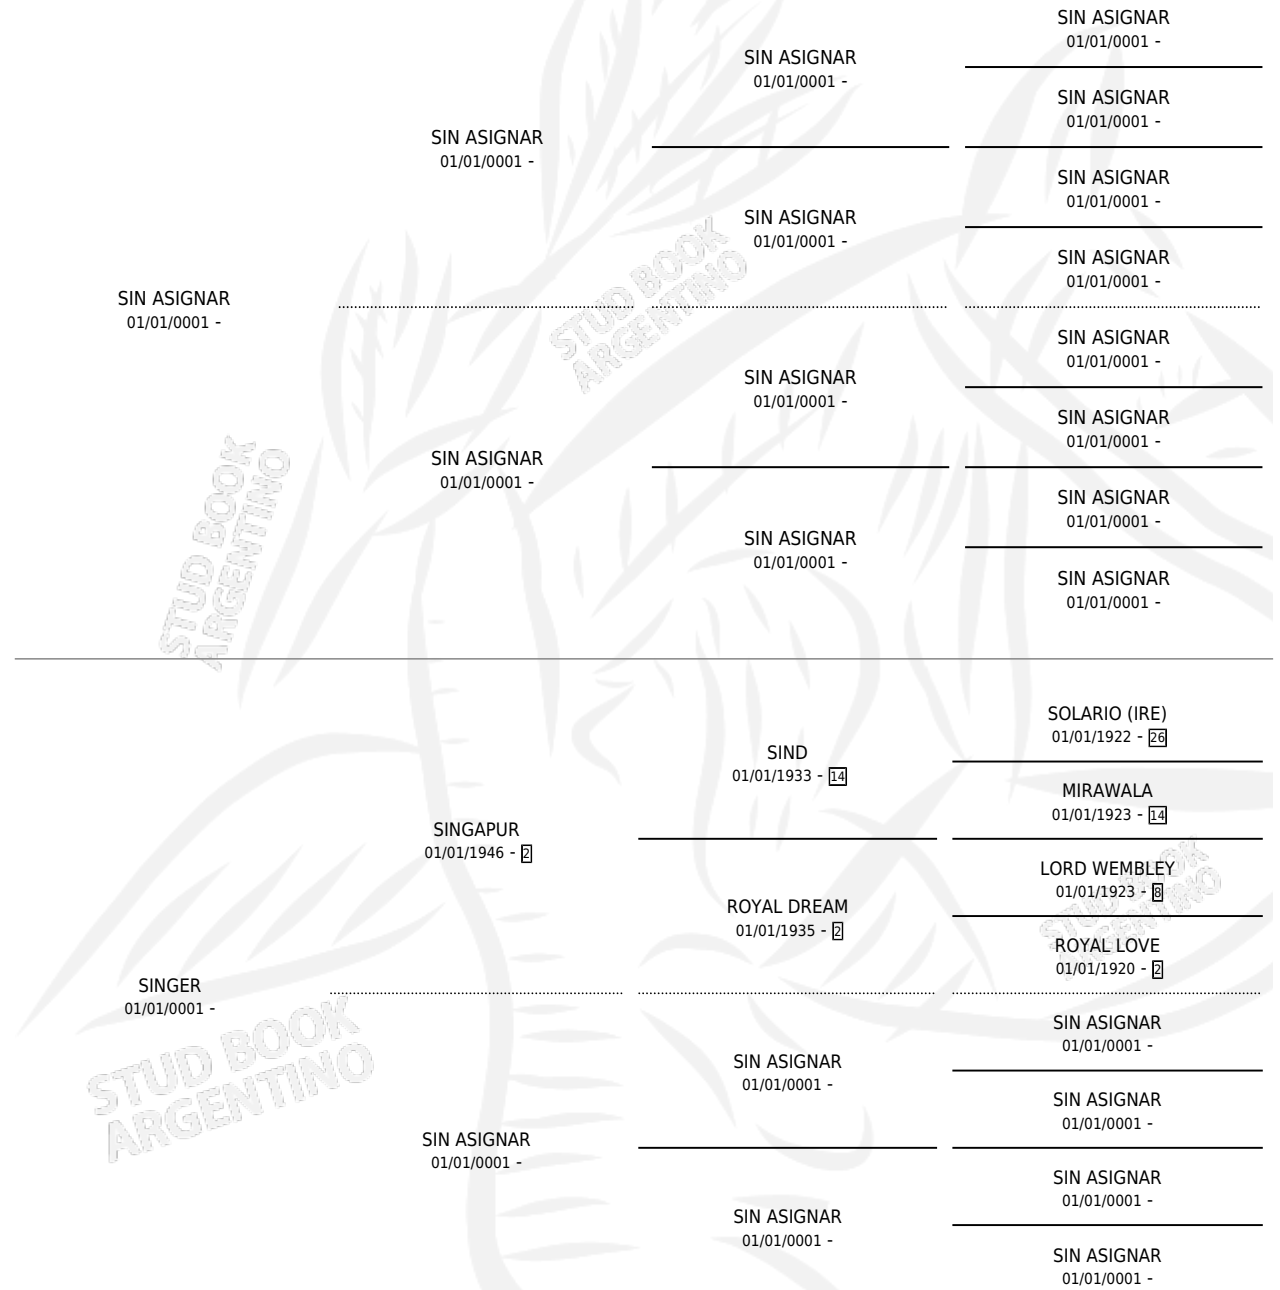 SIN ASIGNAR
01/01/0001 -
SIN ASIGNAR
01/01/0001 -
SIN ASIGNAR
01/01/0001 -
SIN ASIGNAR
01/01/0001 -
SIN ASIGNAR
01/01/0001 -
SIN ASIGNAR
01/01/0001 -
SIN ASIGNAR
01/01/0001 -
SIN ASIGNAR
01/01/0001 -
SIN ASIGNAR
01/01/0001 -
SIN ASIGNAR
01/01/0001 -
SIN ASIGNAR
01/01/0001 -
SIN ASIGNAR
01/01/0001 -
SIN ASIGNAR
01/01/0001 -
SIN ASIGNAR
01/01/0001 -
SIN ASIGNAR
01/01/0001 -
STUD BOOK
ARGENTINO
STUD BOOK
ARGENTINO
SOLARIO (IRE)
01/01/1922 - 26
SIND
01/01/1933 - 14
MIRAWALA
01/01/1923 - 14
SINGAPUR
01/01/1946 - 2
LORD WEMBLEY
01/01/1923 - 8
ROYAL DREAM
01/01/1935 - 2
ROYAL LOVE
01/01/1920 - 2
STUD BOOK
ARGENTINO
SINGER
01/01/0001 -
SIN ASIGNAR
01/01/0001 -
SIN ASIGNAR
01/01/0001 -
SIN ASIGNAR
01/01/0001 -
STUD BOOK
ARGENTINO
SIN ASIGNAR
01/01/0001 -
SIN ASIGNAR
01/01/0001 -
SIN ASIGNAR
01/01/0001 -
SIN ASIGNAR
01/01/0001 -